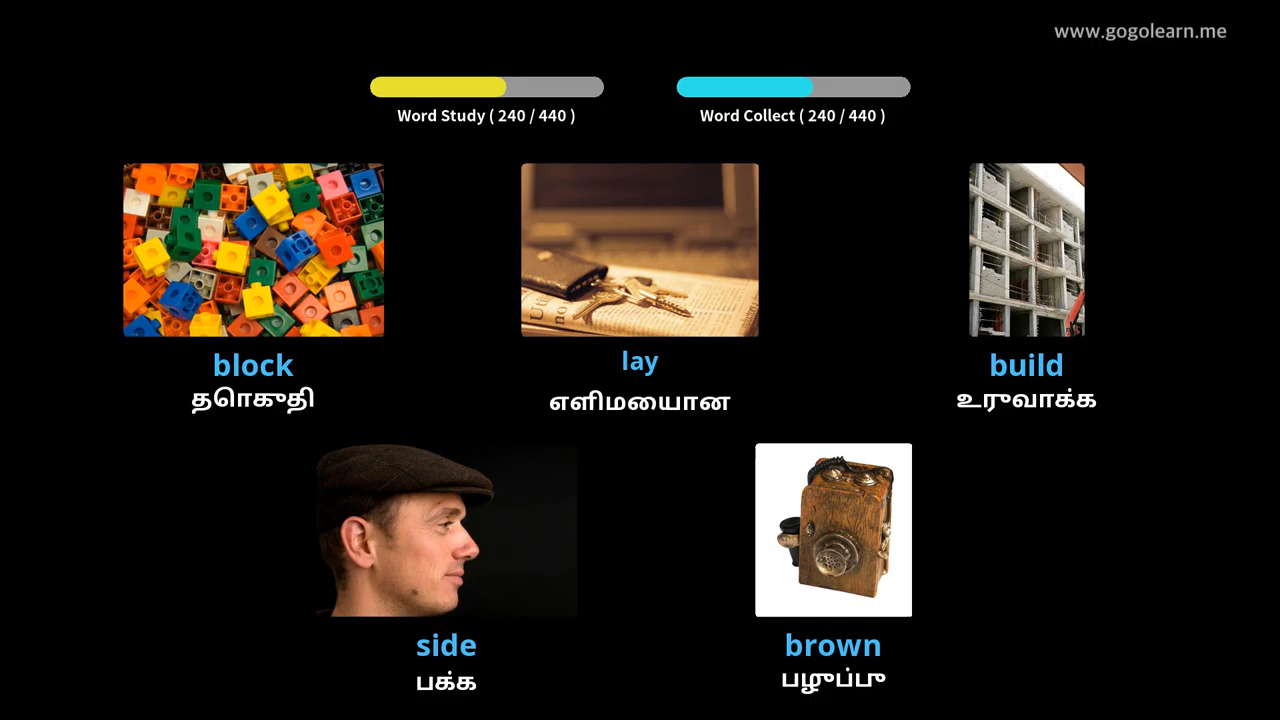 www.gogolearn.me
Word Study ( 240 / 440 )
Word Collect ( 240 / 440 )
block
தொகுதி
lay
எளிமையான
build
உருவாக்க
side
பக்க
brown
பழுப்பு